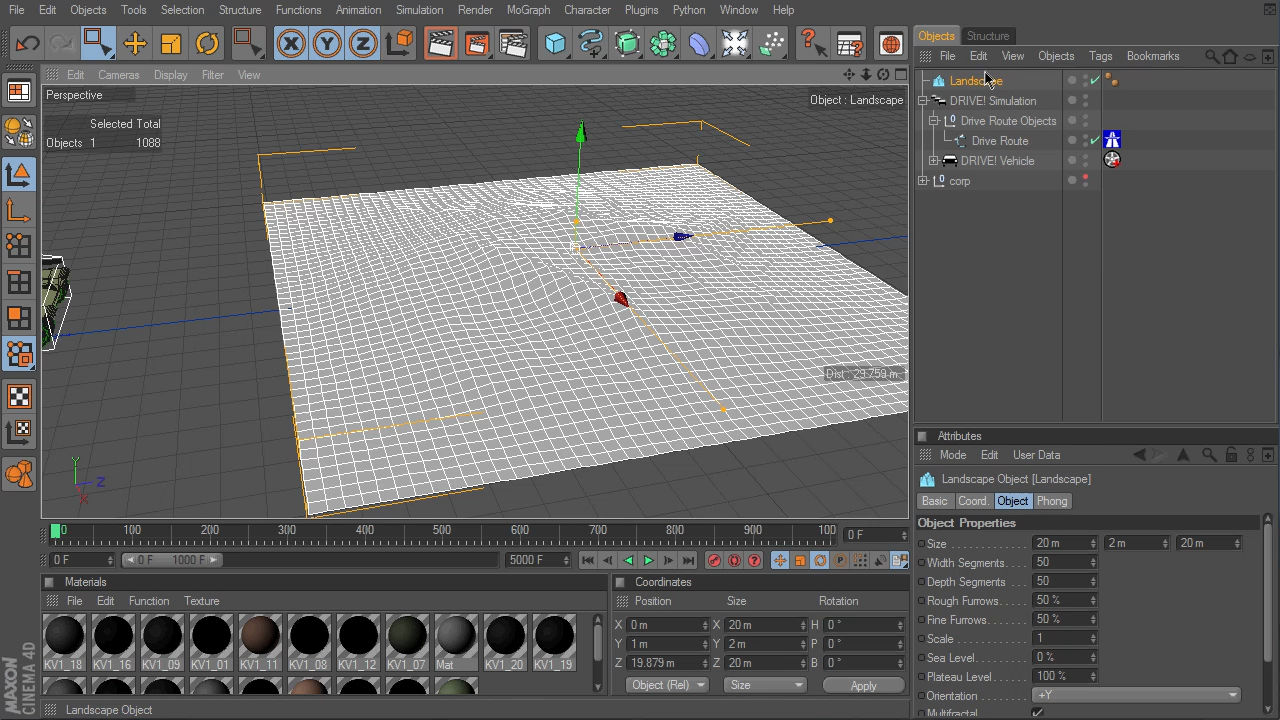 File Edit Objects Tools Selection Structure Functions Animation Simulation Render MoGraph Character Plugins Python Window Help
Edit Cameras Display Filter View
Perspective
Object : Landscape
Selected Total
Objects 1 1088
Dist : 29.759 m
Y
Z
X
Objects Structure
File Edit View Objects Tags Bookmarks
Landscape
DRIVE! Simulation
Drive Route Objects
Drive Route
DRIVE! Vehicle
corp
Attributes
Mode Edit User Data
Landscape Object [Landscape]
Basic Coord. Object Phong
Object Properties
Size 20 m 2 m 20 m
Width Segments 50
Depth Segments 50
Rough Furrows 50 %
Fine Furrows 50 %
Scale 1
Sea Level 0 %
Plateau Level 100 %
Orientation +Y
Multifractal
0 100 200 300 400 500 600 700 800 900 100 0 F
0 F 0 F 1000 F 5000 F
Materials
File Edit Function Texture
KV1_18 KV1_16 KV1_09 KV1_01 KV1_11 KV1_08 KV1_12 KV1_07 Mat KV1_20 KV1_19
Coordinates
Position Size Rotation
X 0 m X 20 m H 0 °
Y 1 m Y 2 m P 0 °
Z 19.879 m Z 20 m B 0 °
Object (Rel) Size Apply
MAXON
CINEMA 4D
Landscape Object